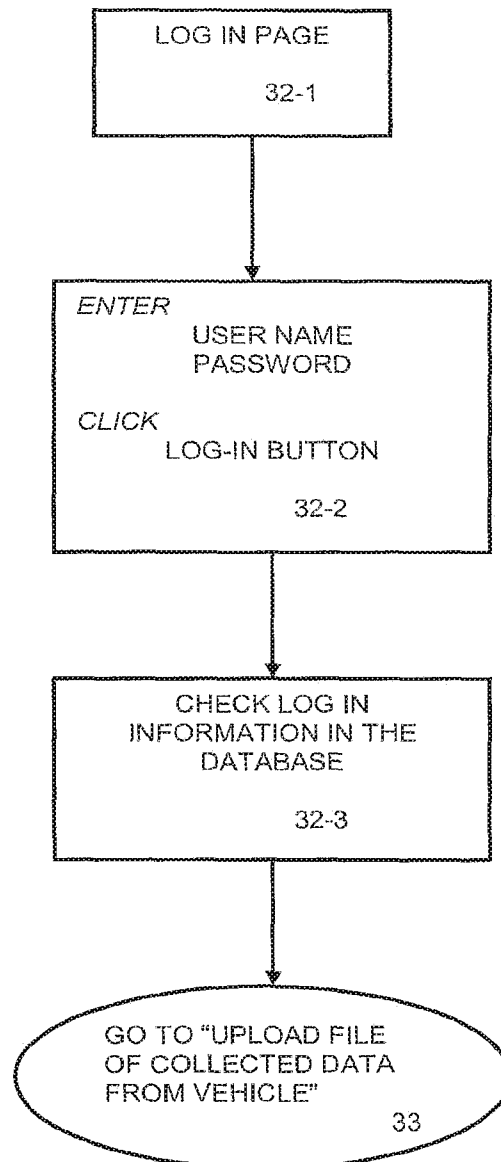 LOG IN PAGE
32-1
ENTER
USER NAME
PASSWORD
CLICK
LOG-IN BUTTON
32-2
CHECK LOG IN
INFORMATION IN THE
DATABASE
32-3
GO TO "UPLOAD FILE
OF COLLECTED DATA
FROM VEHICLE"
33